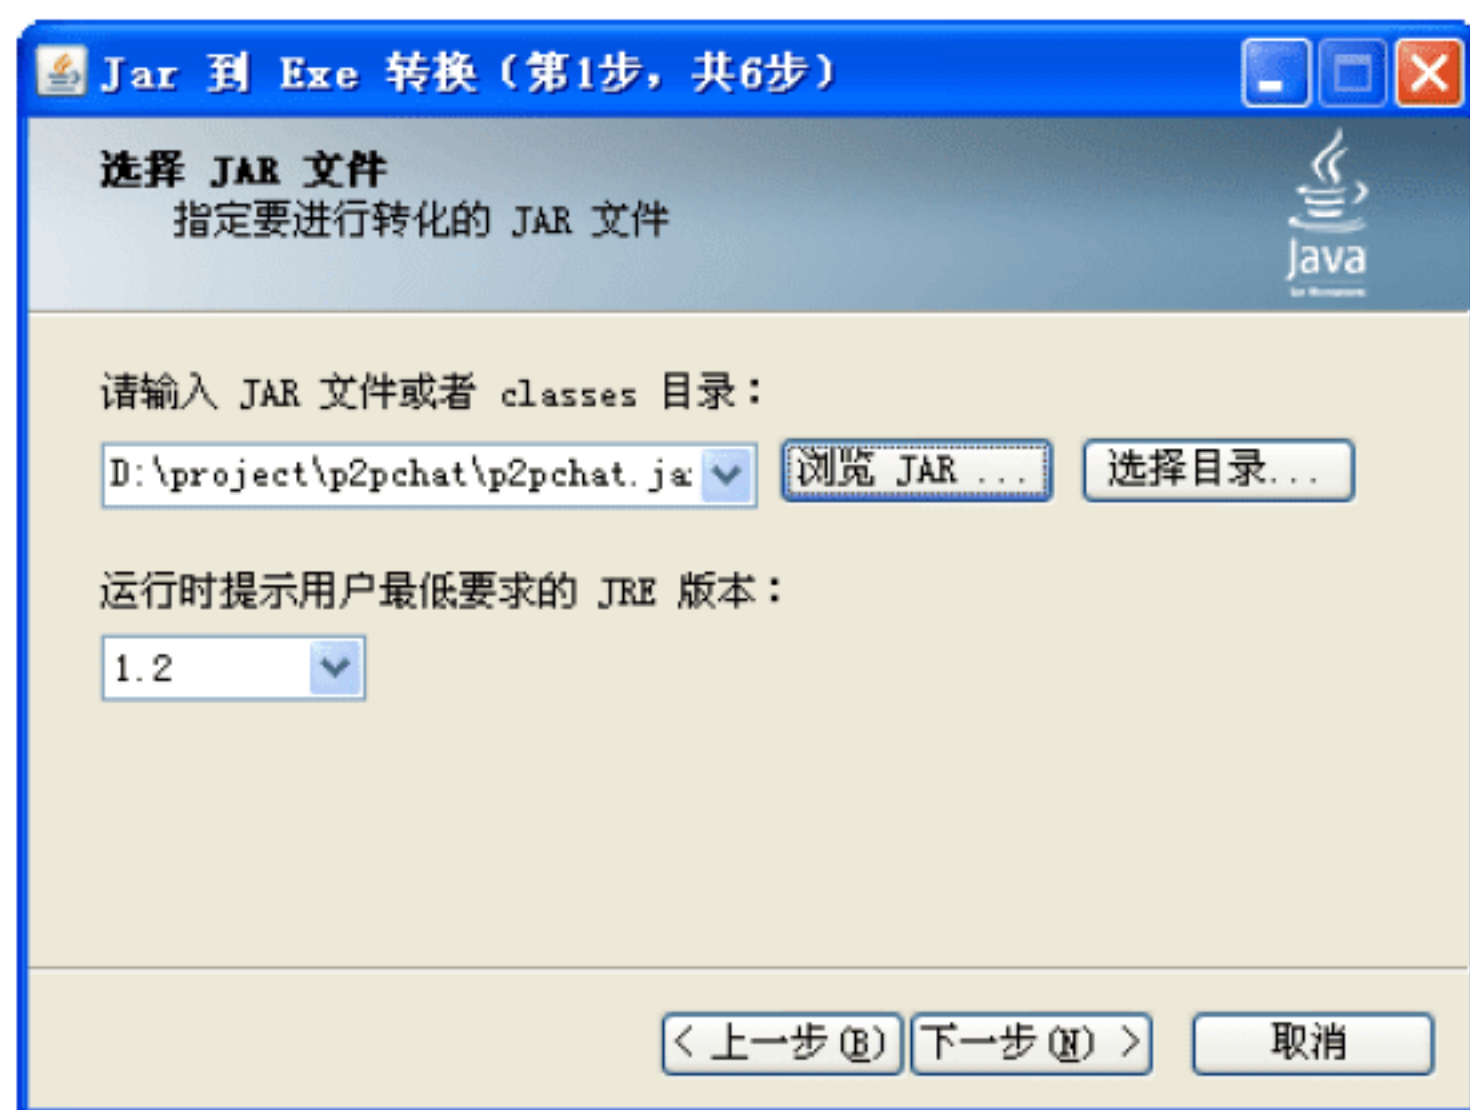 Jar 到 Exe 转换（第1步，共6步）
选择 JAR 文件
指定要进行转化的 JAR 文件
Java
请输入 JAR 文件或者 classes 目录：
D:\project\p2pchat\p2pchat.ja
浏览 JAR ...
选择目录...
运行时提示用户最低要求的 JRE 版本：
1.2
< 上一步(B)
下一步(N) >
取消